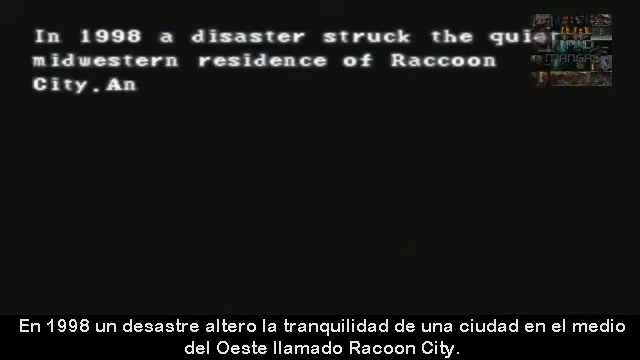 In 1998 a disaster struck the
midwestern residence of Raccoon
City.An
MANGAS
En 1998 un desastre altero la tranquilidad de una ciudad en el medio
del Oeste llamado Racoon City.